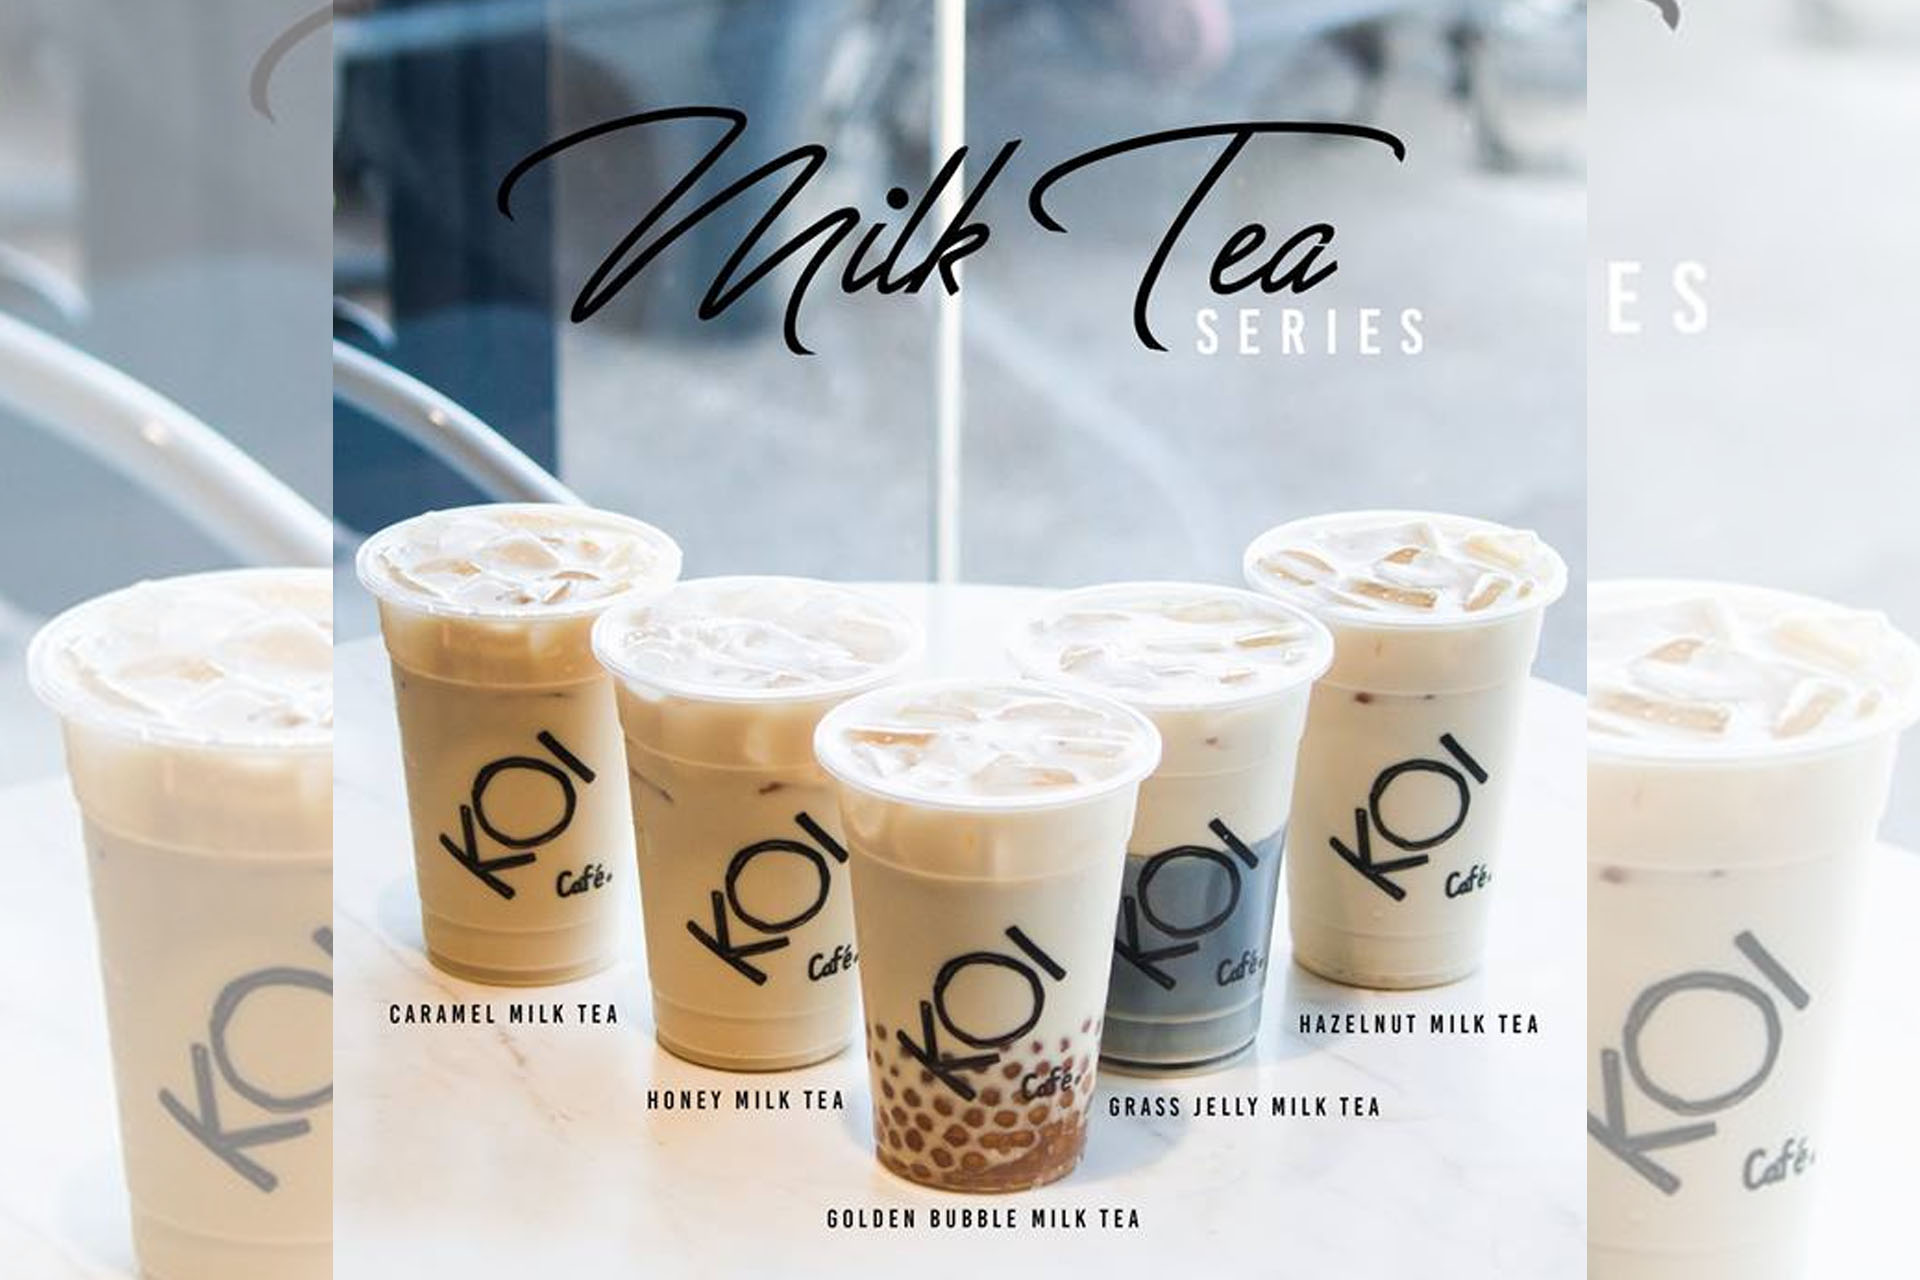 Milk Tea
SERIES
ES
KOI
Café.
KOI
Café.
KOI
Café.
KOI
Café.
KOI
Café.
KOI
KOI
Café.
CARAMEL MILK TEA
HAZELNUT MILK TEA
HONEY MILK TEA
GRASS JELLY MILK TEA
GOLDEN BUBBLE MILK TEA